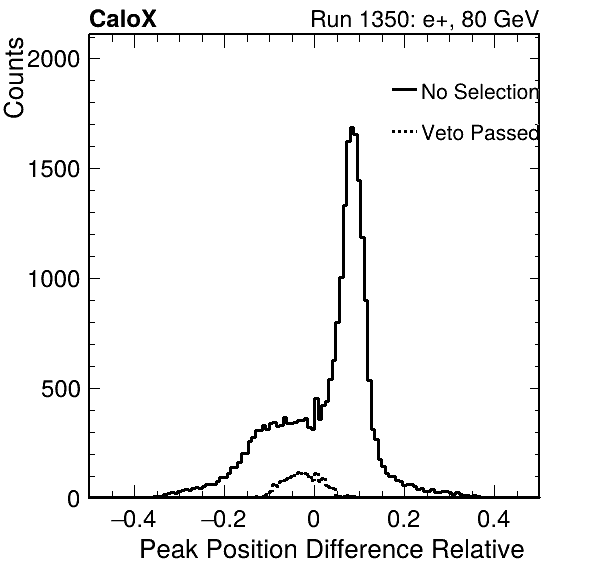 CaloX
Run 1350: e+, 80 GeV
Counts
2000
1500
1000
500
0
No Selection
Veto Passed
−0.4
−0.2
0
0.2
0.4
Peak Position Difference Relative